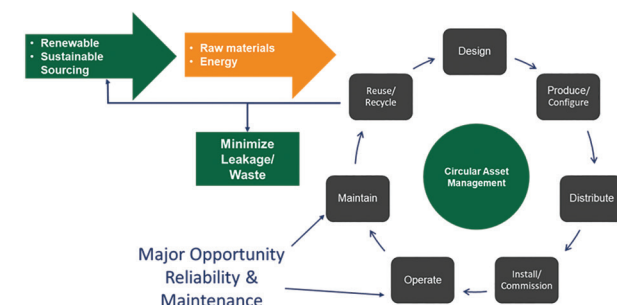 • Renewable
• Sustainable
Sourcing
• Raw materials
• Energy
Design
Reuse/
Recycle
Produce/
Configure
Minimize
Leakage/
Waste
Circular Asset
Management
Maintain
Distribute
Major Opportunity
Reliability &
Maintenance
Operate
Install/
Commission